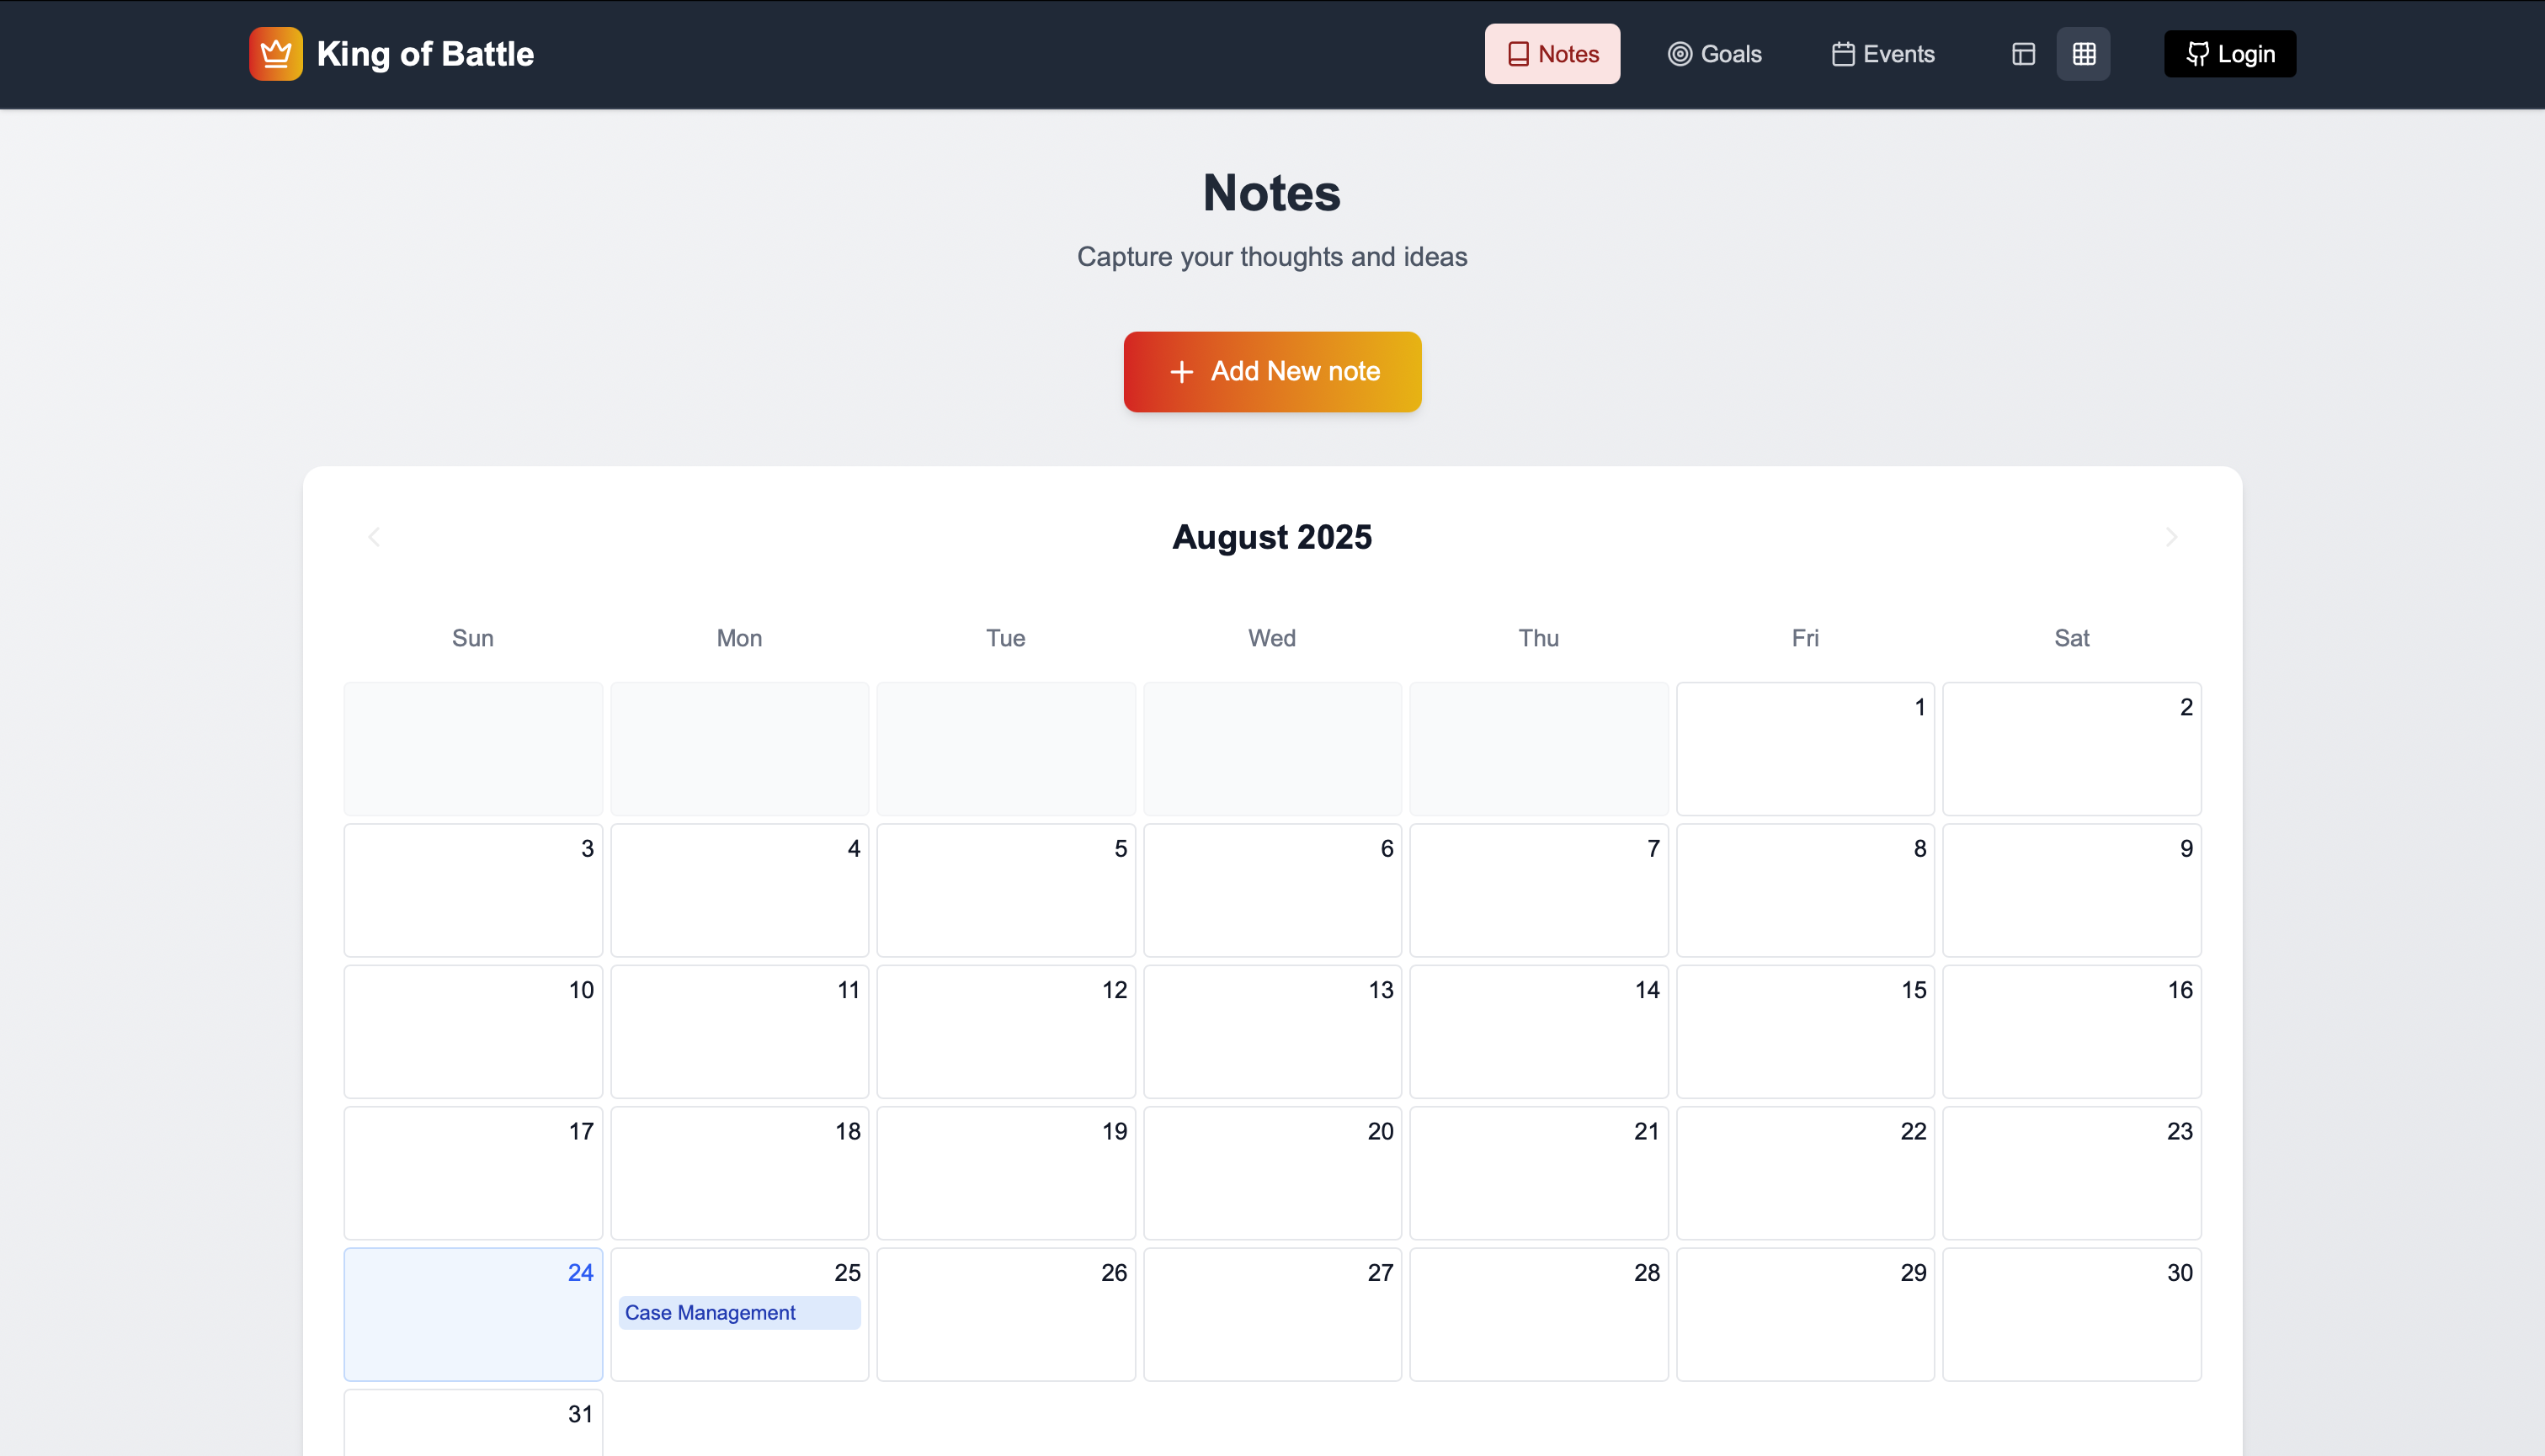 King of Battle
Notes Goals Events Login
Notes
Capture your thoughts and ideas
Add New note
August 2025
Sun Mon Tue Wed Thu Fri Sat
1 2
3 4 5 6 7 8 9
10 11 12 13 14 15 16
17 18 19 20 21 22 23
24 25 26 27 28 29 30
Case Management
31